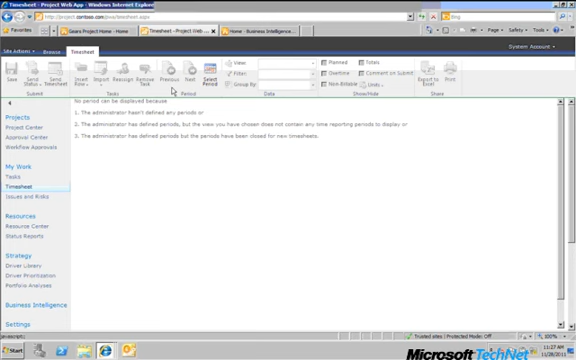 Timesheet - Project Web App - Windows Internet Explorer
http://project.contoso.com/pwa/timesheet.aspx
Bing
Favorites
Gears Project Home - Home
Timesheet - Project Web ...
Home - Business Intelligence...
Page
Safety
Tools
Site Actions
Browse
Timesheet
System Account
Save
Send Status
Send Timesheet
Insert Row
Import
Reassign
Remove Task
Previous
Next
Select Period
View:
Filter:
Group By:
Planned
Overtime
Non-Billable
Totals
Comment on Submit
Units
Export to Excel
Print
Submit
Tasks
Period
Data
Show/Hide
Share
No period can be displayed because
1. The administrator hasn't defined any periods or
2. The administrator has defined periods, but the view you have chosen does not contain any time reporting periods to display or
3. The administrator has defined periods but the periods have been closed for new timesheets.
Projects
Project Center
Approval Center
Workflow Approvals
My Work
Tasks
Timesheet
Issues and Risks
Resources
Resource Center
Status Reports
Strategy
Driver Library
Driver Prioritization
Portfolio Analyses
Business Intelligence
Settings
javascript:;
Trusted sites | Protected Mode: Off
100%
Start
11:27 AM
11/28/2011
Microsoft TechNet